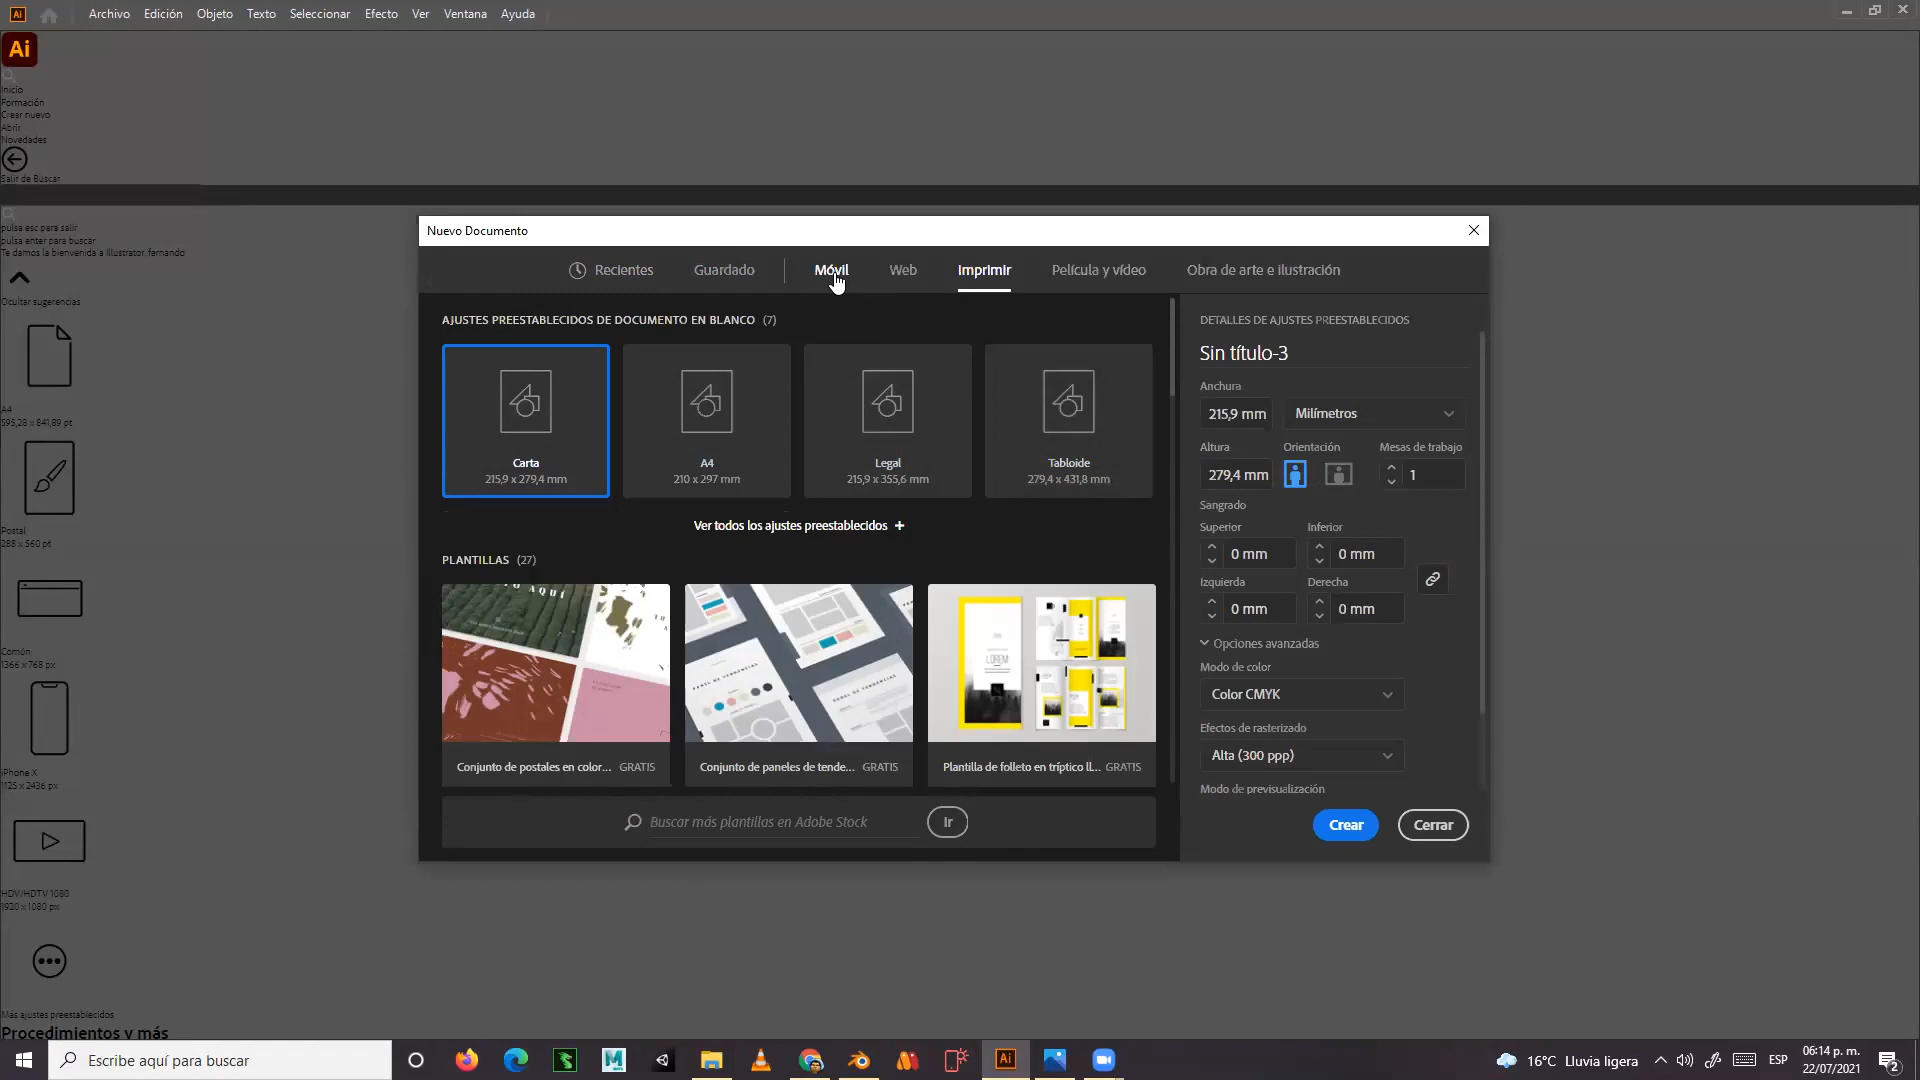 Ai
Archivo Edición Objeto Texto Seleccionar Efecto Ver Ventana Ayuda
Ai
Inicio
Formación
Crear nuevo
Abrir
Novedades
Salir de Buscar
pulsa esc para salir
pulsa enter para buscar
Te damos la bienvenida a Illustrator, fernando
Ocultar sugerencias
A4
595,28 x 841,89 pt
Postal
288 x 560 pt
Común
1366 x 768 px
iPhone X
1125 x 2436 px
HDV/HDTV 1080
1920 x 1080 px
Más ajustes preestablecidos
Procedimientos y más
Nuevo Documento
Recientes Guardado Móvil Web Imprimir Película y vídeo Obra de arte e ilustración
AJUSTES PREESTABLECIDOS DE DOCUMENTO EN BLANCO (7)
Carta
215,9 x 279,4 mm
A4
210 x 297 mm
Legal
215,9 x 355,6 mm
Tabloide
279,4 x 431,8 mm
Ver todos los ajustes preestablecidos +
PLANTILLAS (27)
AQUÍ
PANEL DE TENDENCIAS
LOREM
Conjunto de postales en color... GRATIS
Conjunto de paneles de tende... GRATIS
Plantilla de folleto en tríptico ll... GRATIS
Buscar más plantillas en Adobe Stock Ir
DETALLES DE AJUSTES PREESTABLECIDOS
Sin título-3
Anchura
215,9 mm Milímetros
Altura Orientación Mesas de trabajo
279,4 mm 1
Sangrado
Superior Inferior
0 mm 0 mm
Izquierda Derecha
0 mm 0 mm
Opciones avanzadas
Modo de color
Color CMYK
Efectos de rasterizado
Alta (300 ppp)
Modo de previsualización
Crear Cerrar
Escribe aquí para buscar
M
Ai
16°C Lluvia ligera
ESP
06:14 p. m.
22/07/2021
2